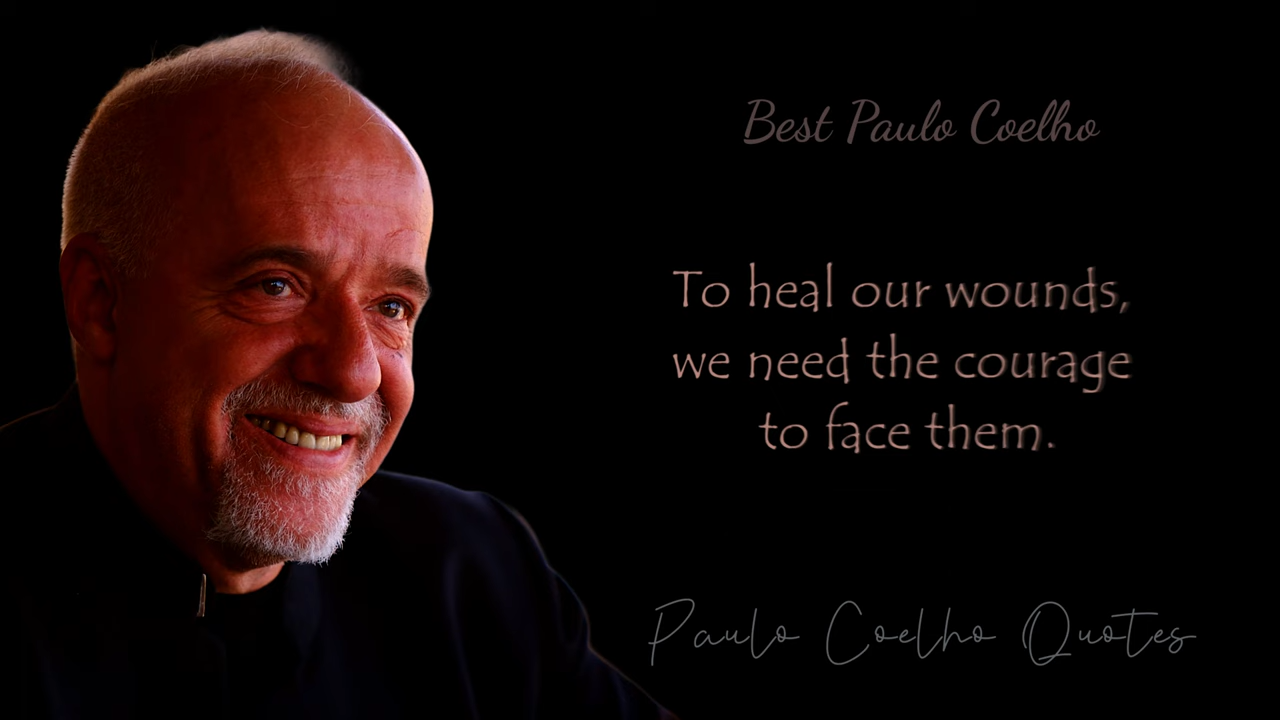 Best Paulo Coelho
To heal our wounds,
we need the courage
to face them.
Paulo Coelho Quotes